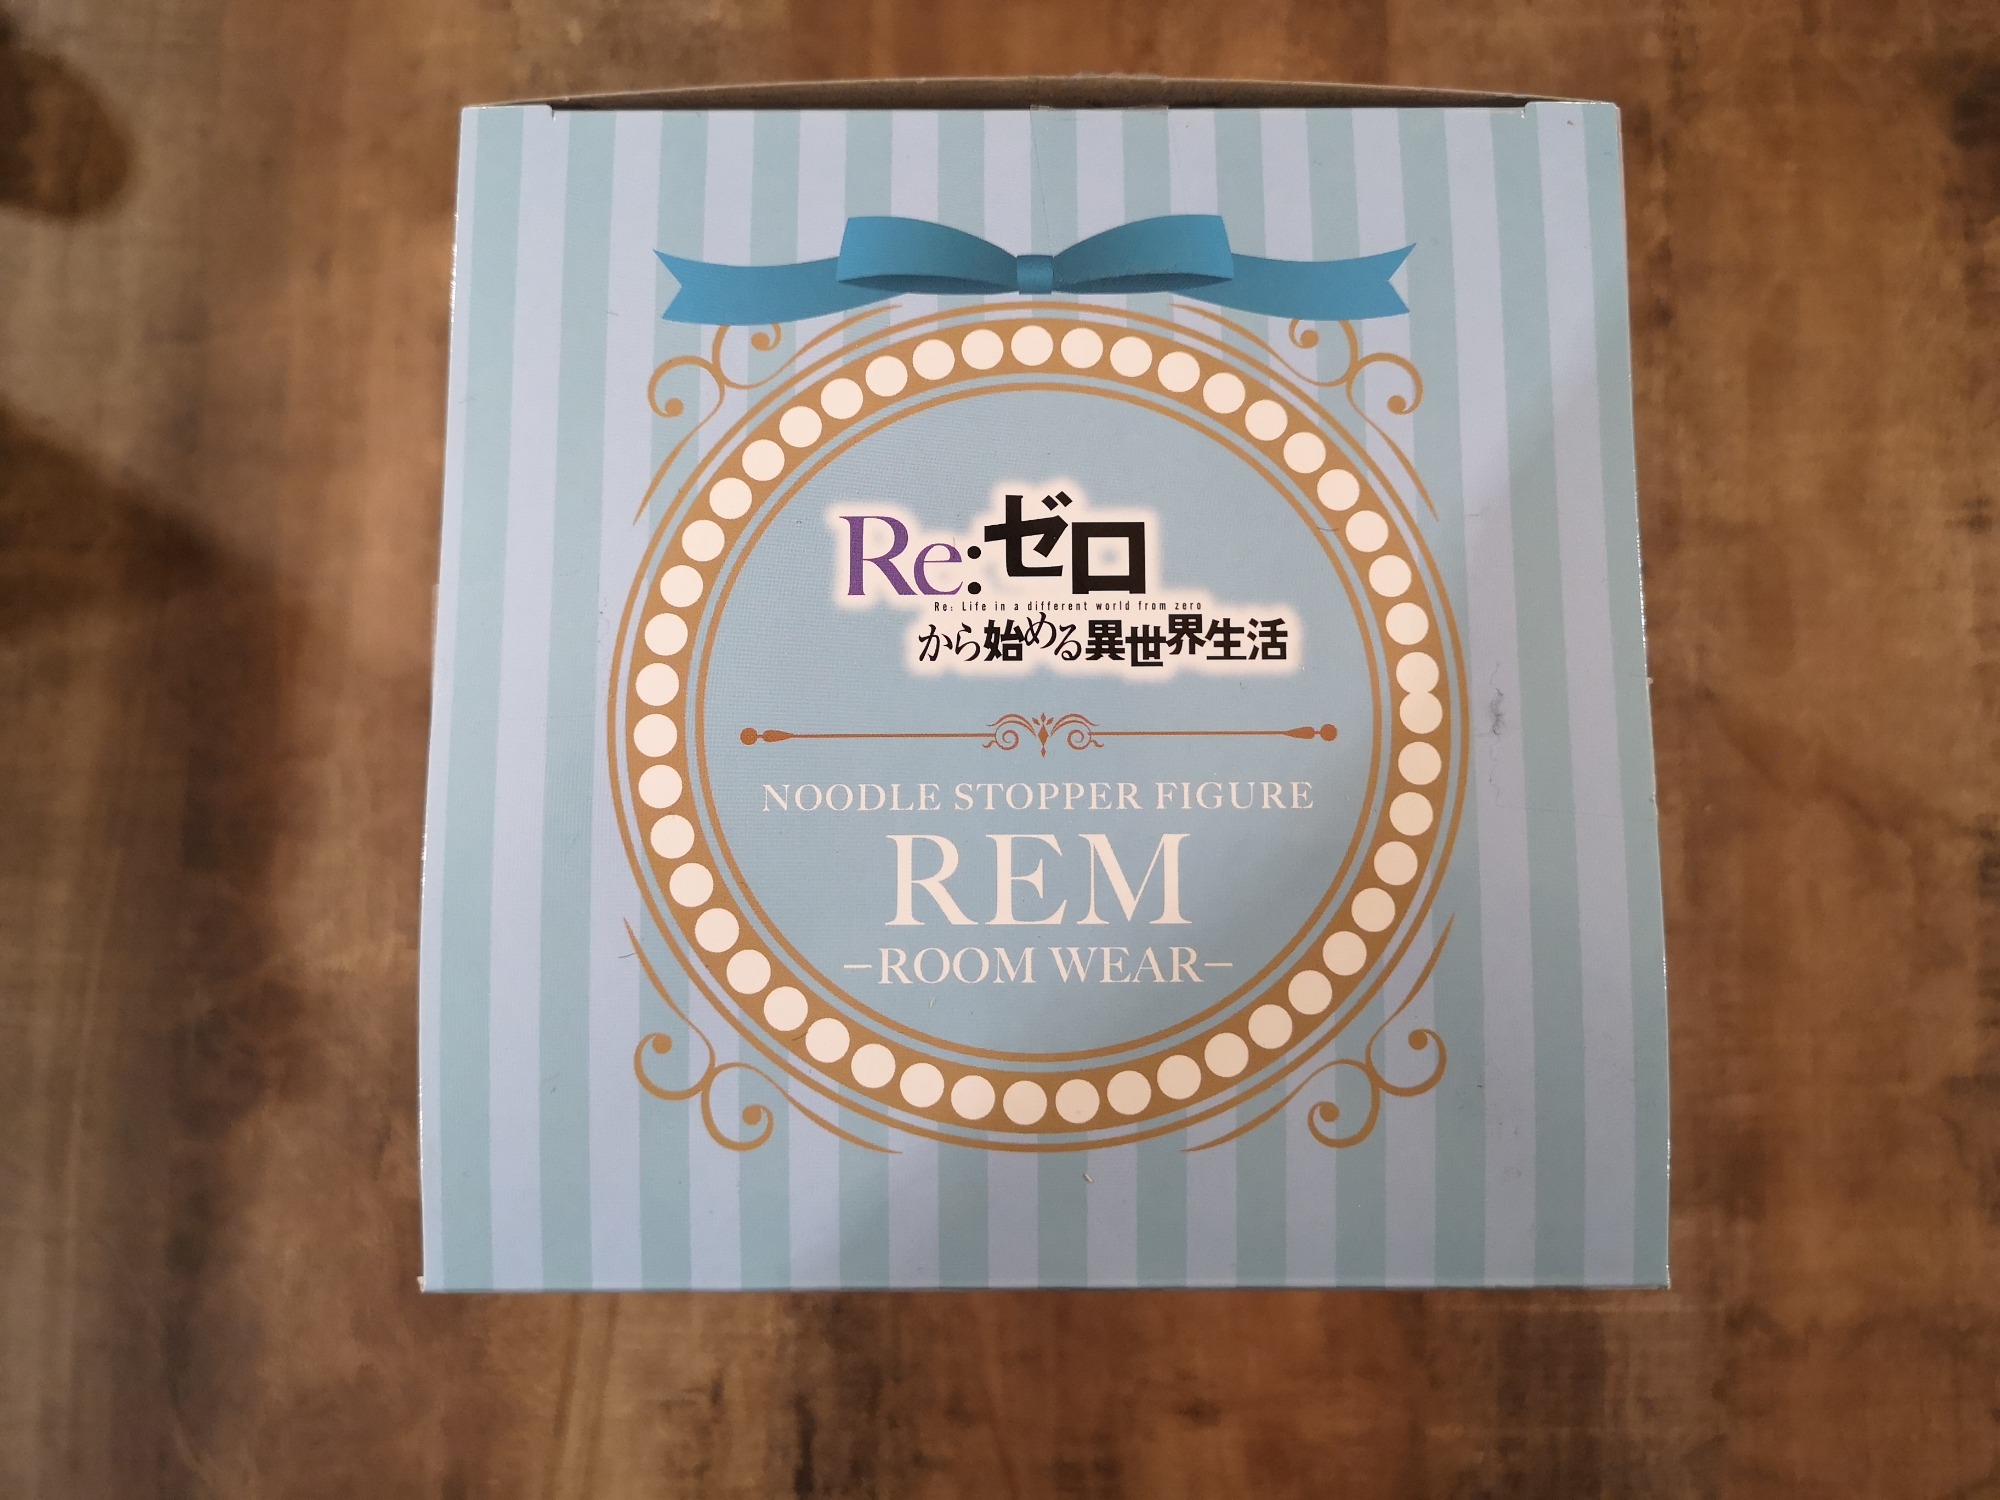 Re:ゼロ
Re: Life in a different world from zero
から始める異世界生活
NOODLE STOPPER FIGURE
REM
–ROOM WEAR–